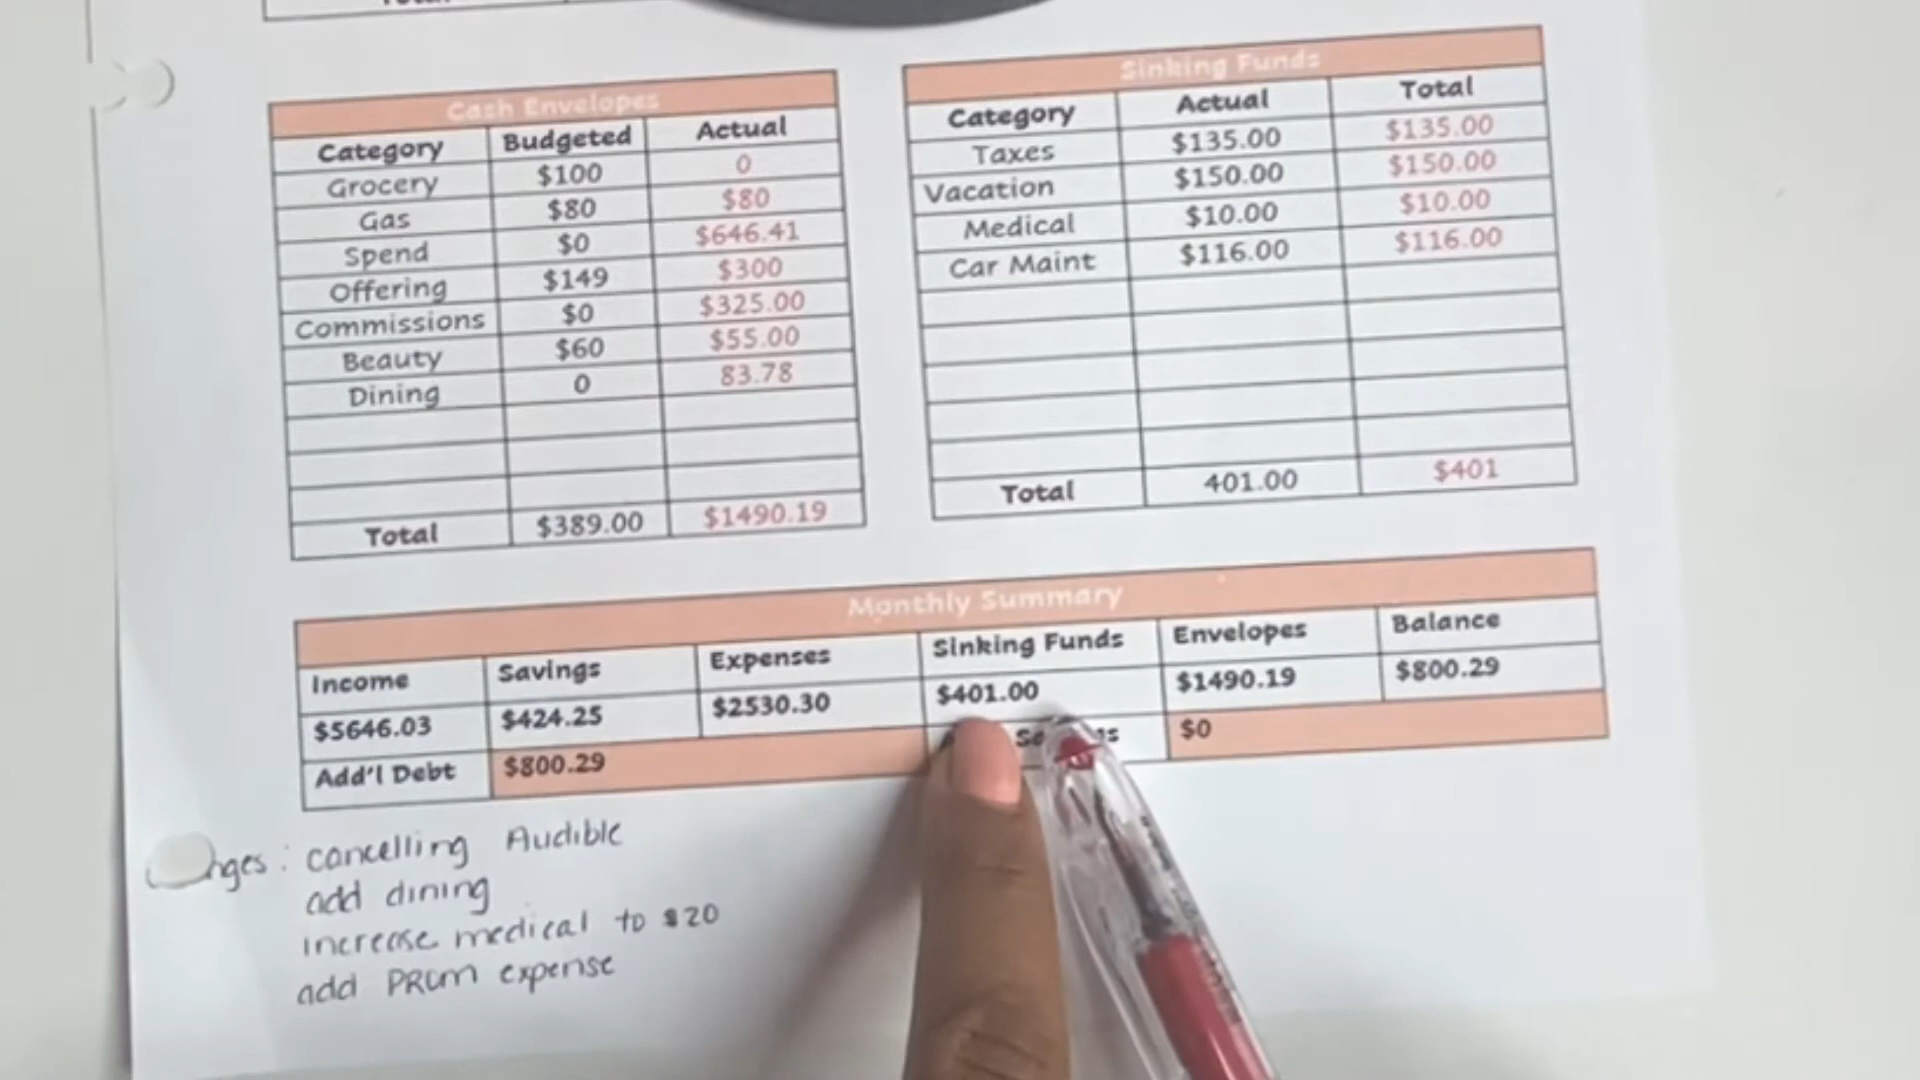 Cash Envelopes
Category Budgeted Actual
Grocery $100 0
Gas $80 $80
Spend $0 $646.41
Offering $149 $300
Commissions $0 $325.00
Beauty $60 $55.00
Dining 0 83.78
Total $389.00 $1490.19
Sinking Funds
Category Actual Total
Taxes $135.00 $135.00
Vacation $150.00 $150.00
Medical $10.00 $10.00
Car Maint $116.00 $116.00
Total 401.00 $401
Monthly Summary
Income Savings Expenses Sinking Funds Envelopes Balance
$5646.03 $424.25 $2530.30 $401.00 $1490.19 $800.29
Add'l Debt $800.29 $0
cancelling Audible
add dining
increase medical to $20
add PROM expense